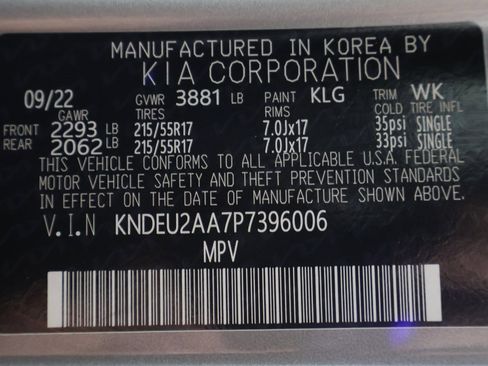 MANUFACTURED IN KOREA BY
KIA CORPORATION
09/22 GVWR 3881 LB PAINT KLG TRIM WK
GAWR TIRES RIMS COLD TIRE INFL
FRONT 2293 LB 215/55R17 7.0Jx17 35psi SINGLE
REAR 2062 LB 215/55R17 7.0Jx17 33psi SINGLE
THIS VEHICLE CONFORMS TO ALL APPLICABLE U.S.A. FEDERAL
MOTOR VEHICLE SAFETY AND THEFT PREVENTION STANDARDS
IN EFFECT ON THE DATE OF MANUFACTURE SHOWN ABOVE.
V.I.N KNDEU2AA7P7396006
MPV